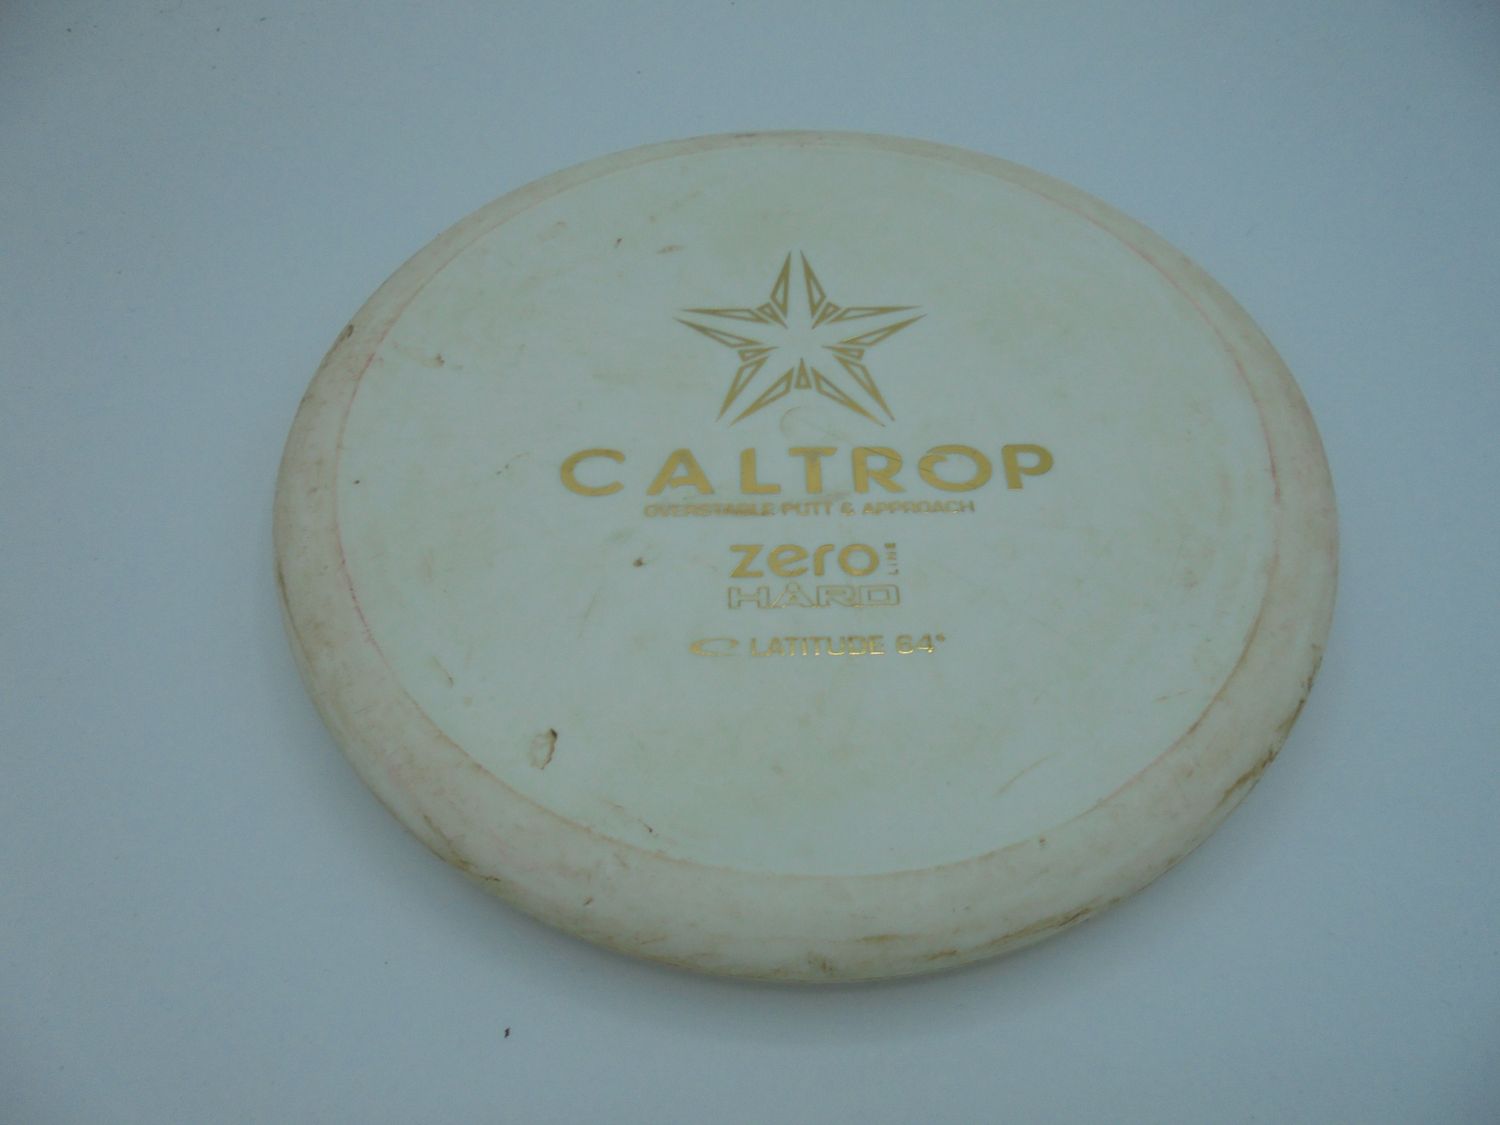 CALTROP
OVERSTABLE PUTT & APPROACH
zero LINE
HARD
LATITUDE 64°